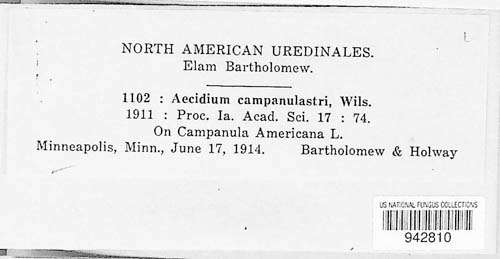 NORTH AMERICAN UREDINALES.
Elam Bartholomew.
1102 : Aecidium campanulastri, Wils.
1911 : Proc. Ia. Acad. Sci. 17 : 74.
On Campanula Americana L.
Minneapolis, Minn., June 17, 1914. Bartholomew & Holway
US NATIONAL FUNGUS COLLECTIONS
942810